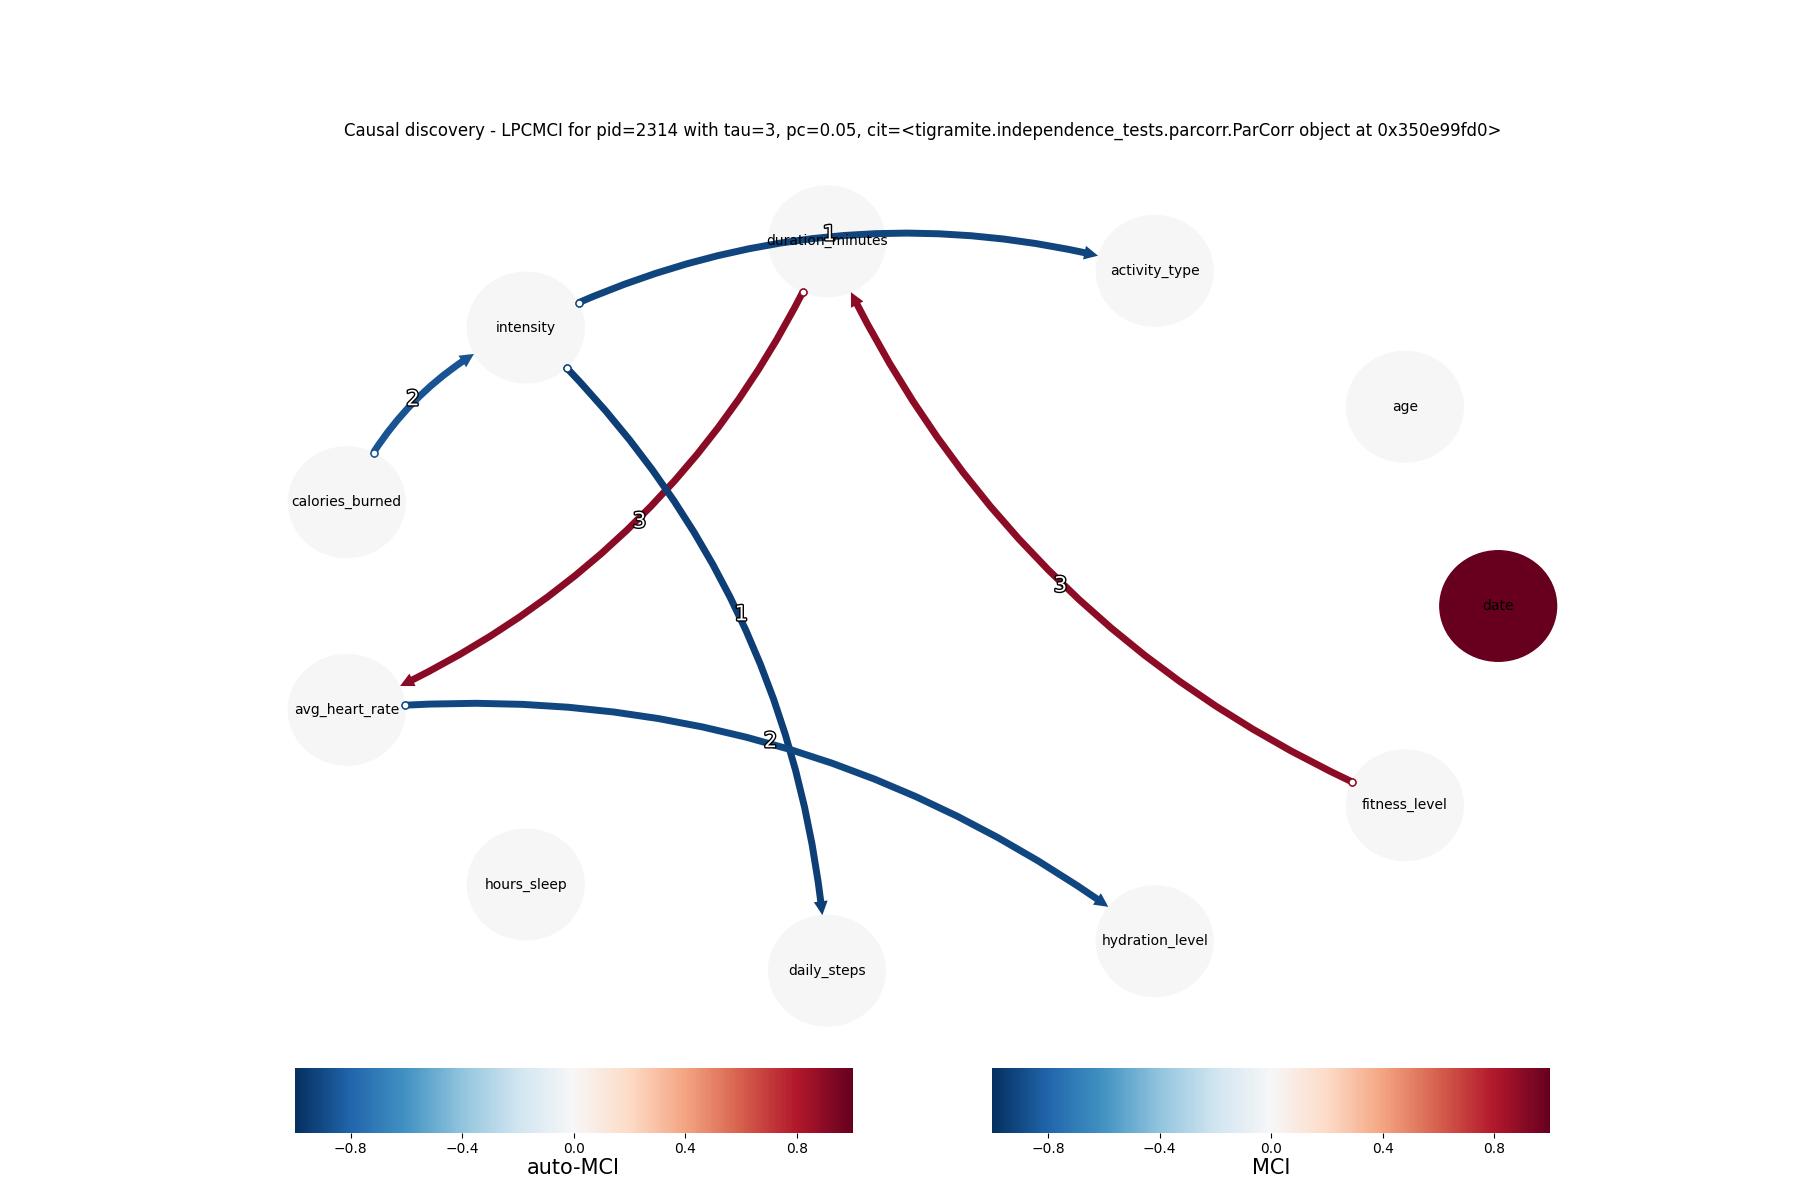 Causal discovery - LPCMCI for pid=2314 with tau=3, pc=0.05, cit=<tigramite.independence_tests.parcorr.ParCorr object at 0x350e99fd0>
1
duration_minutes
activity_type
intensity
2
age
calories_burned
3
3
date
1
avg_heart_rate
2
fitness_level
hours_sleep
hydration_level
daily_steps
−0.8 −0.4 0.0 0.4 0.8
auto-MCI
−0.8 −0.4 0.0 0.4 0.8
MCI